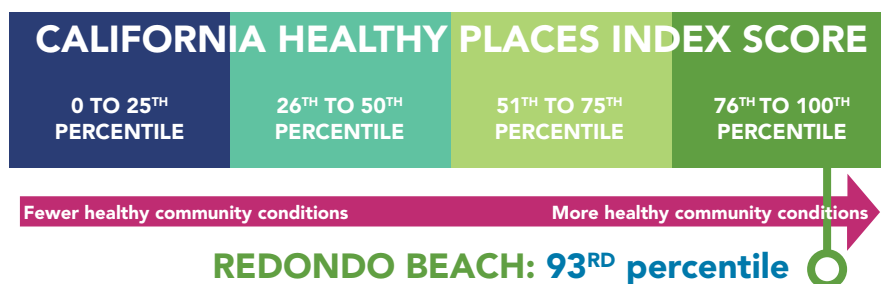 CALIFORNIA HEALTHY PLACES INDEX SCORE
0 TO 25TH PERCENTILE
26TH TO 50TH PERCENTILE
51ST TO 75TH PERCENTILE
76TH TO 100TH PERCENTILE
Fewer healthy community conditions
More healthy community conditions
REDONDO BEACH: 93RD percentile